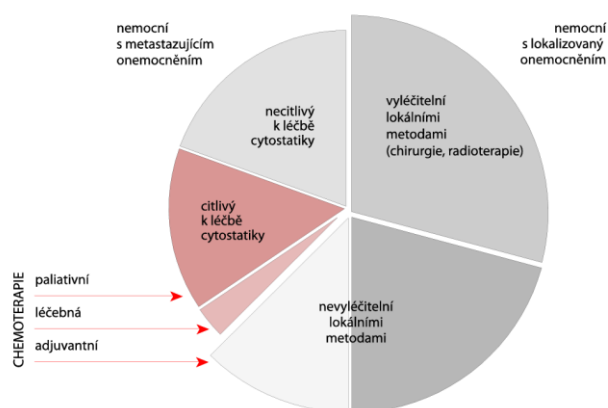 nemocní
s metastazujícím
onemocněním
nemocní
s lokalizovaný
onemocněním
necitlivý
k léčbě
cytostatiky
vyléčitelní
lokálními
metodami
(chirurgie, radioterapie)
citlivý
k léčbě
cytostatiky
CHEMOTERAPIE
paliativní
léčebná
adjuvantní
nevyléčitelní
lokálními
metodami